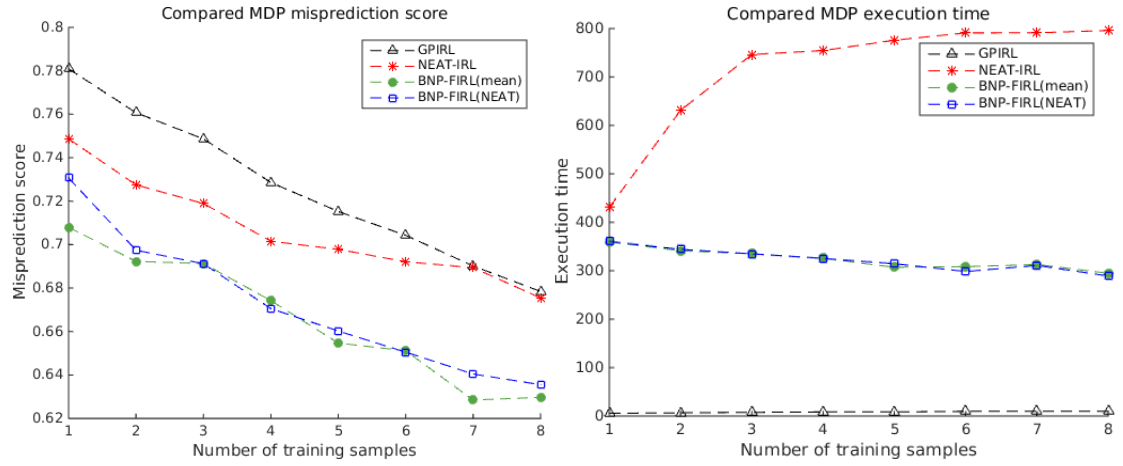 Compared MDP misprediction score
0.8
0.78
0.76
0.74
0.72
0.7
0.68
0.66
0.64
0.62
Misprediction score
GPIRL
NEAT-IRL
BNP-FIRL(mean)
BNP-FIRL(NEAT)
1 2 3 4 5 6 7 8
Number of training samples
Compared MDP execution time
800
700
600
500
400
300
200
100
0
Execution time
GPIRL
NEAT-IRL
BNP-FIRL(mean)
BNP-FIRL(NEAT)
1 2 3 4 5 6 7 8
Number of training samples